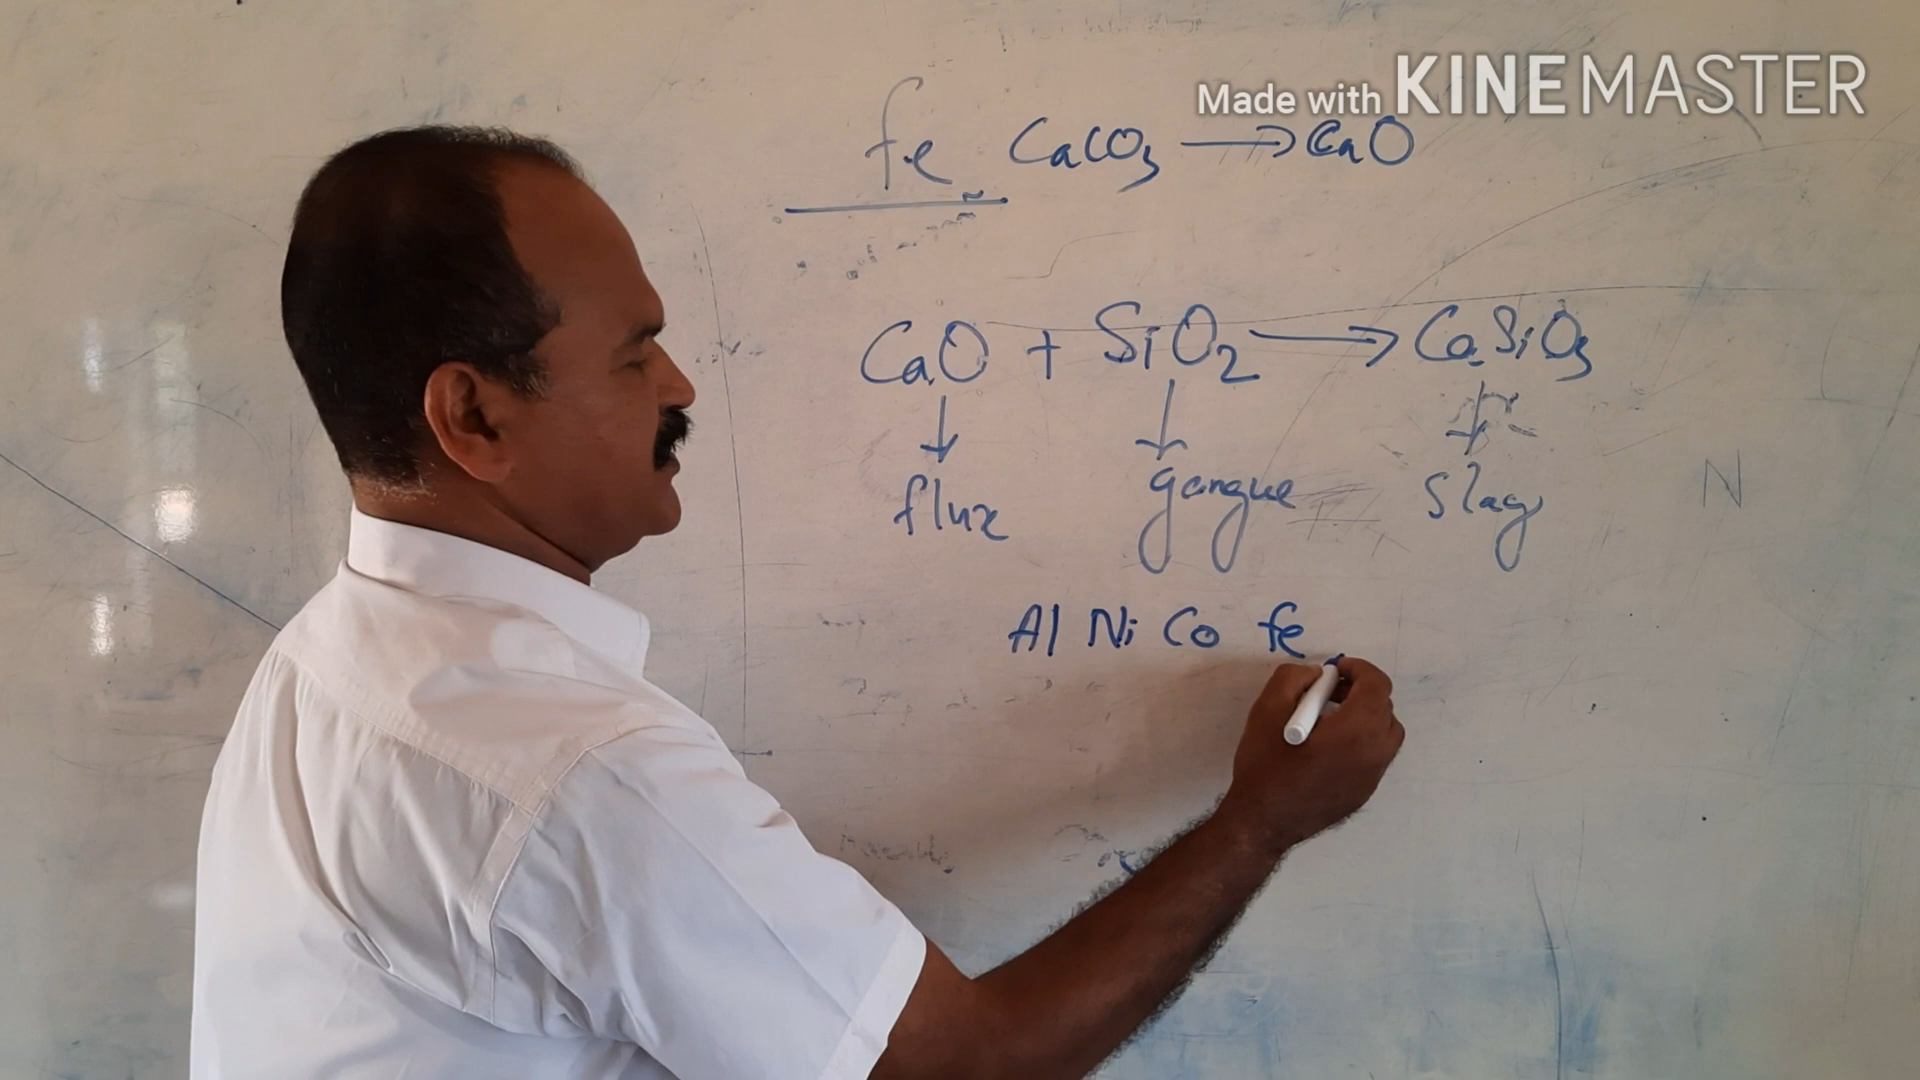 Made with KINEMASTER
Fe CaCO3 → CaO
CaO + SiO2 → CaSiO3
↓ ↓ ↓
flux gangue slag
N
Al Ni Co Fe